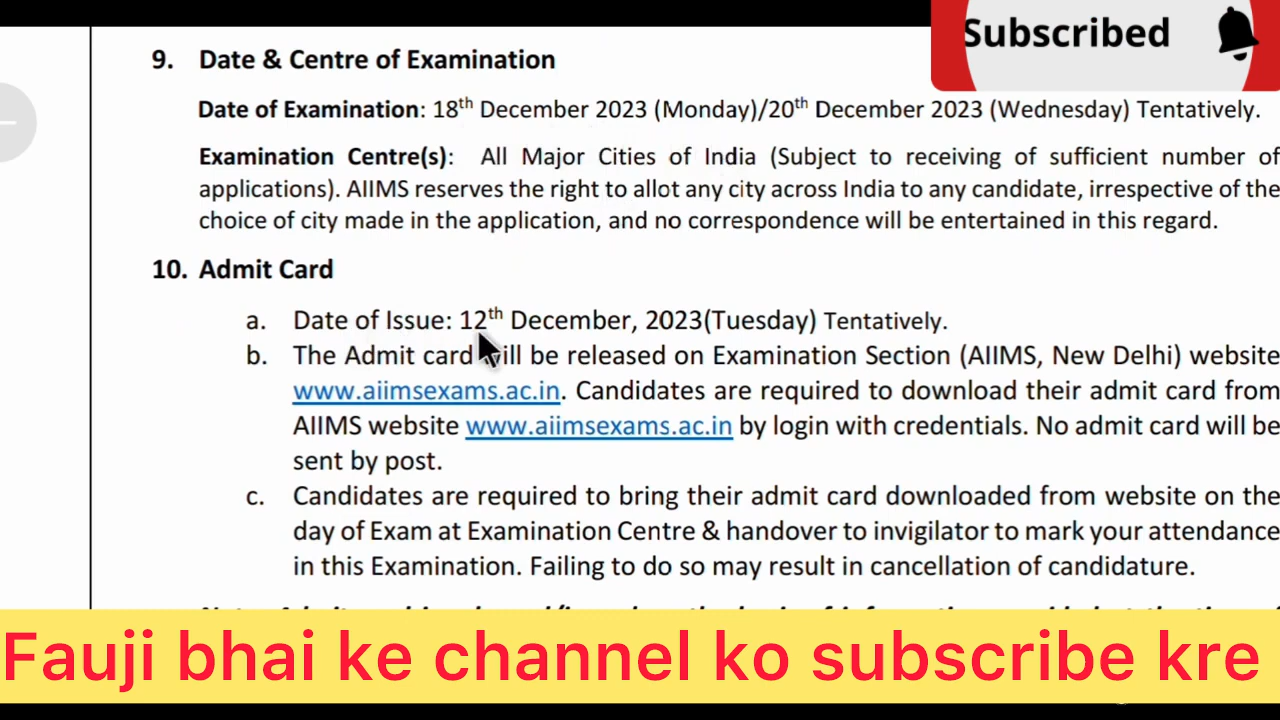 Subscribed
9. Date & Centre of Examination
Date of Examination: 18th December 2023 (Monday)/20th December 2023 (Wednesday) Tentatively.
Examination Centre(s): All Major Cities of India (Subject to receiving of sufficient number of
applications). AIIMS reserves the right to allot any city across India to any candidate, irrespective of the
choice of city made in the application, and no correspondence will be entertained in this regard.
10. Admit Card
a. Date of Issue: 12th December, 2023(Tuesday) Tentatively.
b. The Admit card will be released on Examination Section (AIIMS, New Delhi) website
www.aiimsexams.ac.in. Candidates are required to download their admit card from
AIIMS website www.aiimsexams.ac.in by login with credentials. No admit card will be
sent by post.
c. Candidates are required to bring their admit card downloaded from website on the
day of Exam at Examination Centre & handover to invigilator to mark your attendance
in this Examination. Failing to do so may result in cancellation of candidature.
Fauji bhai ke channel ko subscribe kre